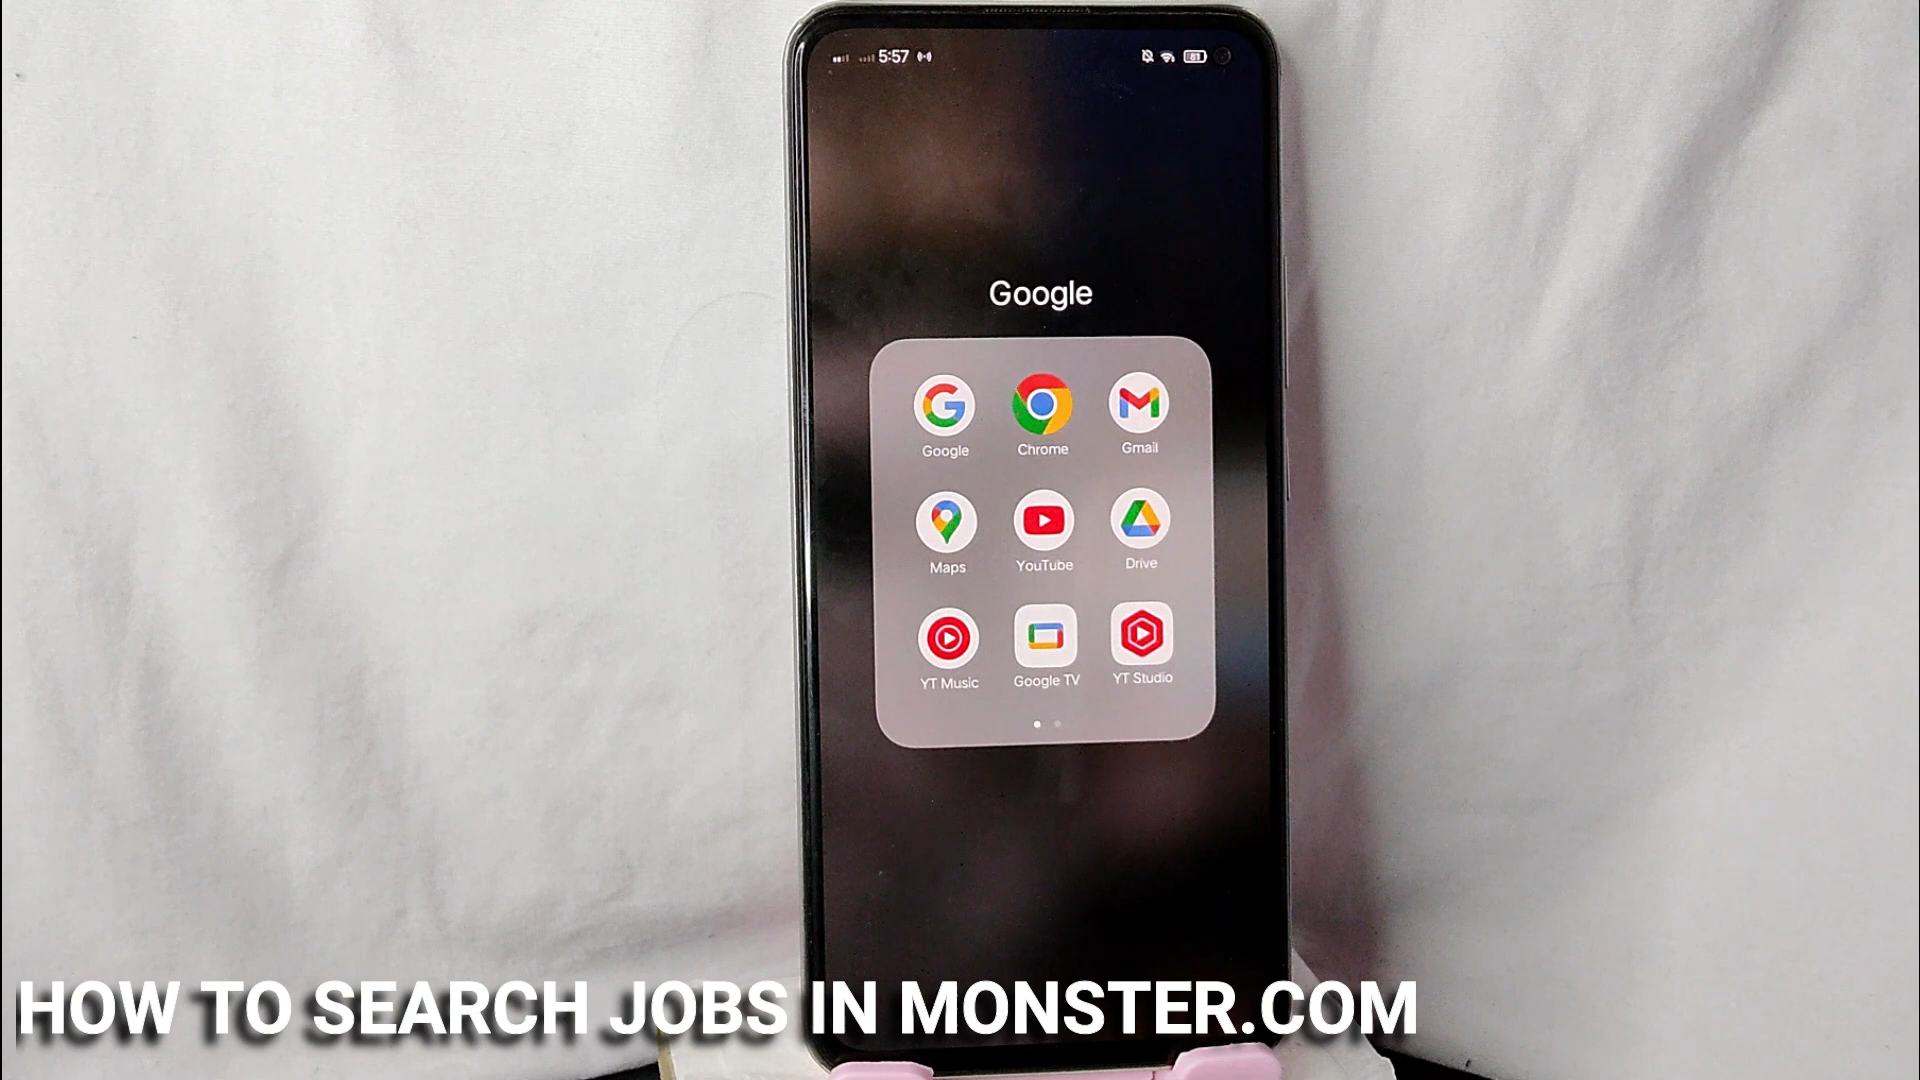 5:57
81
Google
Google Chrome Gmail
Maps YouTube Drive
YT Music Google TV YT Studio
HOW TO SEARCH JOBS IN MONSTER.COM